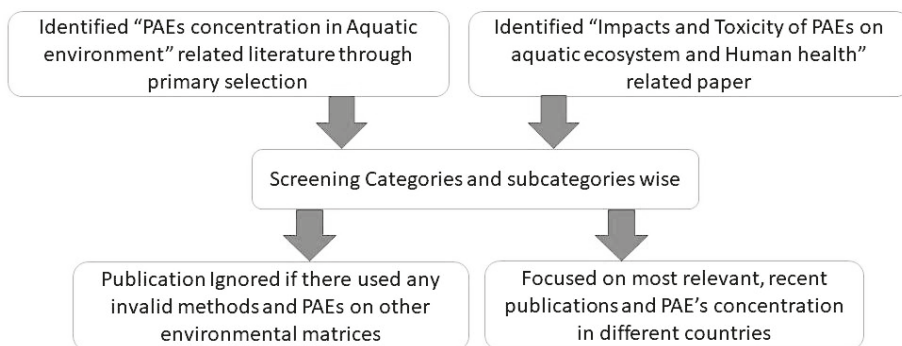 Identified “PAEs concentration in Aquatic
environment” related literature through
primary selection
Identified “Impacts and Toxicity of PAEs on
aquatic ecosystem and Human health”
related paper
Screening Categories and subcategories wise
Publication Ignored if there used any
invalid methods and PAEs on other
environmental matrices
Focused on most relevant, recent
publications and PAE’s concentration
in different countries